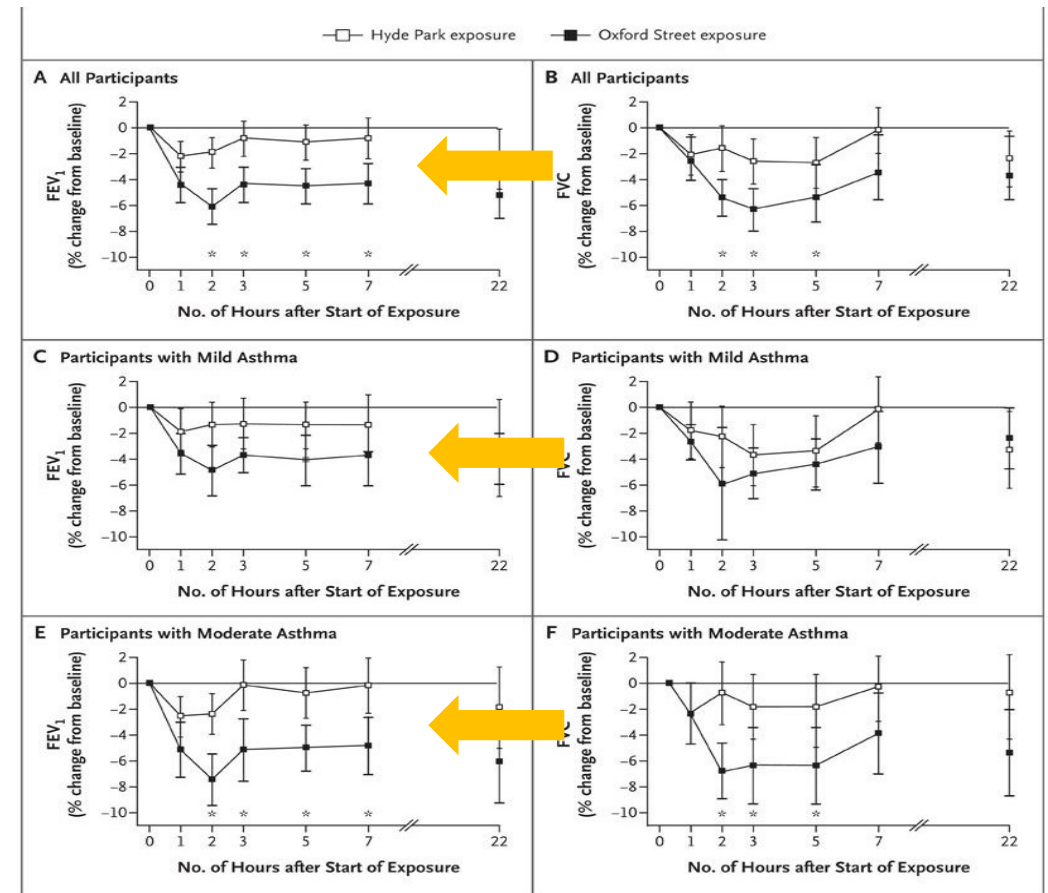 Hyde Park exposure Oxford Street exposure
A All Participants
FEV1
(% change from baseline)
2
0
−2
−4
−6
−8
−10
* * * *
0 1 2 3 5 7 22
No. of Hours after Start of Exposure
B All Participants
FVC
(% change from baseline)
2
0
−2
−4
−6
−8
−10
* * *
0 1 2 3 5 7 22
No. of Hours after Start of Exposure
C Participants with Mild Asthma
FEV1
(% change from baseline)
2
0
−2
−4
−6
−8
−10
0 1 2 3 5 7 22
No. of Hours after Start of Exposure
D Participants with Mild Asthma
(% change from baseline)
2
0
−2
−4
−6
−8
−10
0 1 2 3 5 7 22
No. of Hours after Start of Exposure
E Participants with Moderate Asthma
FEV1
(% change from baseline)
2
0
−2
−4
−6
−8
−10
* * * *
0 1 2 3 5 7 22
No. of Hours after Start of Exposure
F Participants with Moderate Asthma
(% change from baseline)
2
0
−2
−4
−6
−8
−10
* * *
0 1 2 3 5 7 22
No. of Hours after Start of Exposure